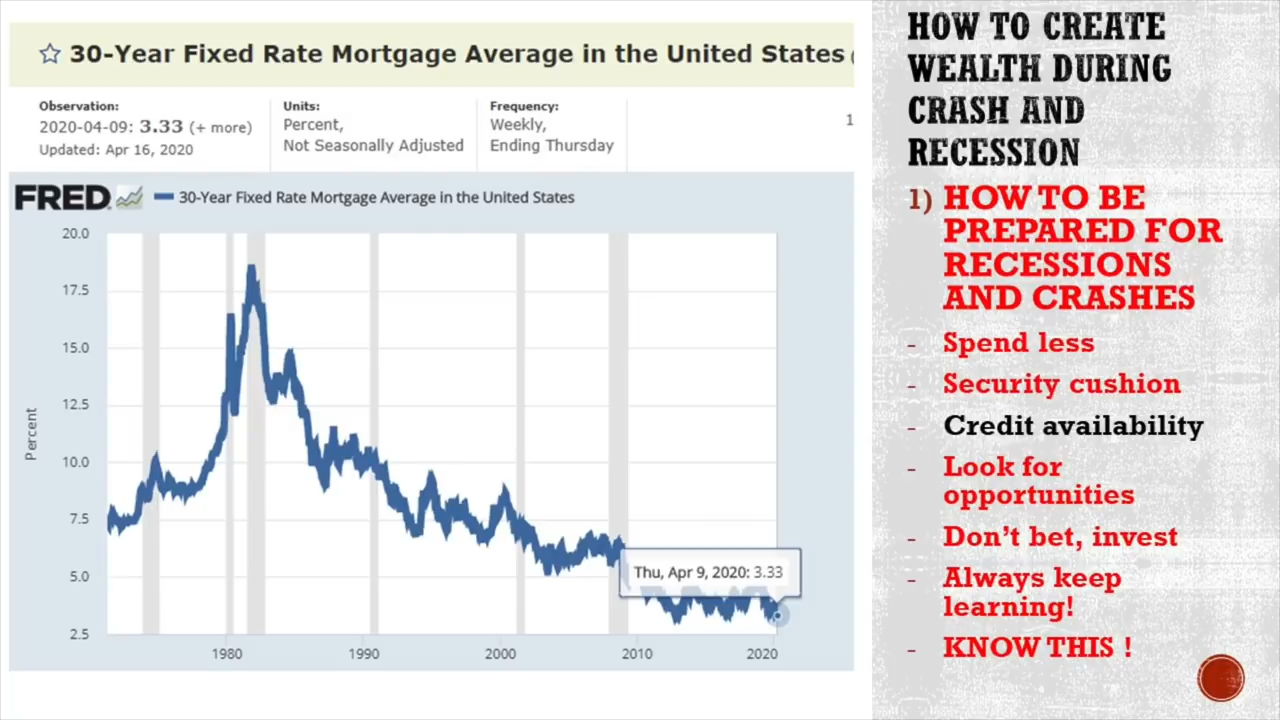 ☆ 30-Year Fixed Rate Mortgage Average in the United States (
Observation:
2020-04-09: 3.33 (+ more)
Updated: Apr 16, 2020
Units:
Percent,
Not Seasonally Adjusted
Frequency:
Weekly,
Ending Thursday
1
FRED
30-Year Fixed Rate Mortgage Average in the United States
20.0
17.5
15.0
12.5
10.0
7.5
5.0
2.5
Percent
Thu, Apr 9, 2020: 3.33
1980
1990
2000
2010
2020
HOW TO CREATE
WEALTH DURING
CRASH AND
RECESSION
1) HOW TO BE
PREPARED FOR
RECESSIONS
AND CRASHES
- Spend less
- Security cushion
- Credit availability
- Look for
opportunities
- Don't bet, invest
- Always keep
learning!
- KNOW THIS !